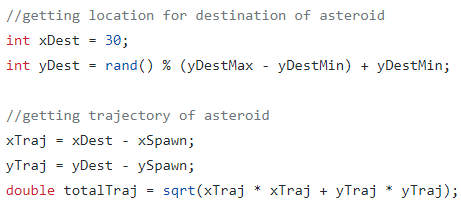 //getting location for destination of asteroid
int xDest = 30;
int yDest = rand() % (yDestMax - yDestMin) + yDestMin;
//getting trajectory of asteroid
xTraj = xDest - xSpawn;
yTraj = yDest - ySpawn;
double totalTraj = sqrt(xTraj * xTraj + yTraj * yTraj);